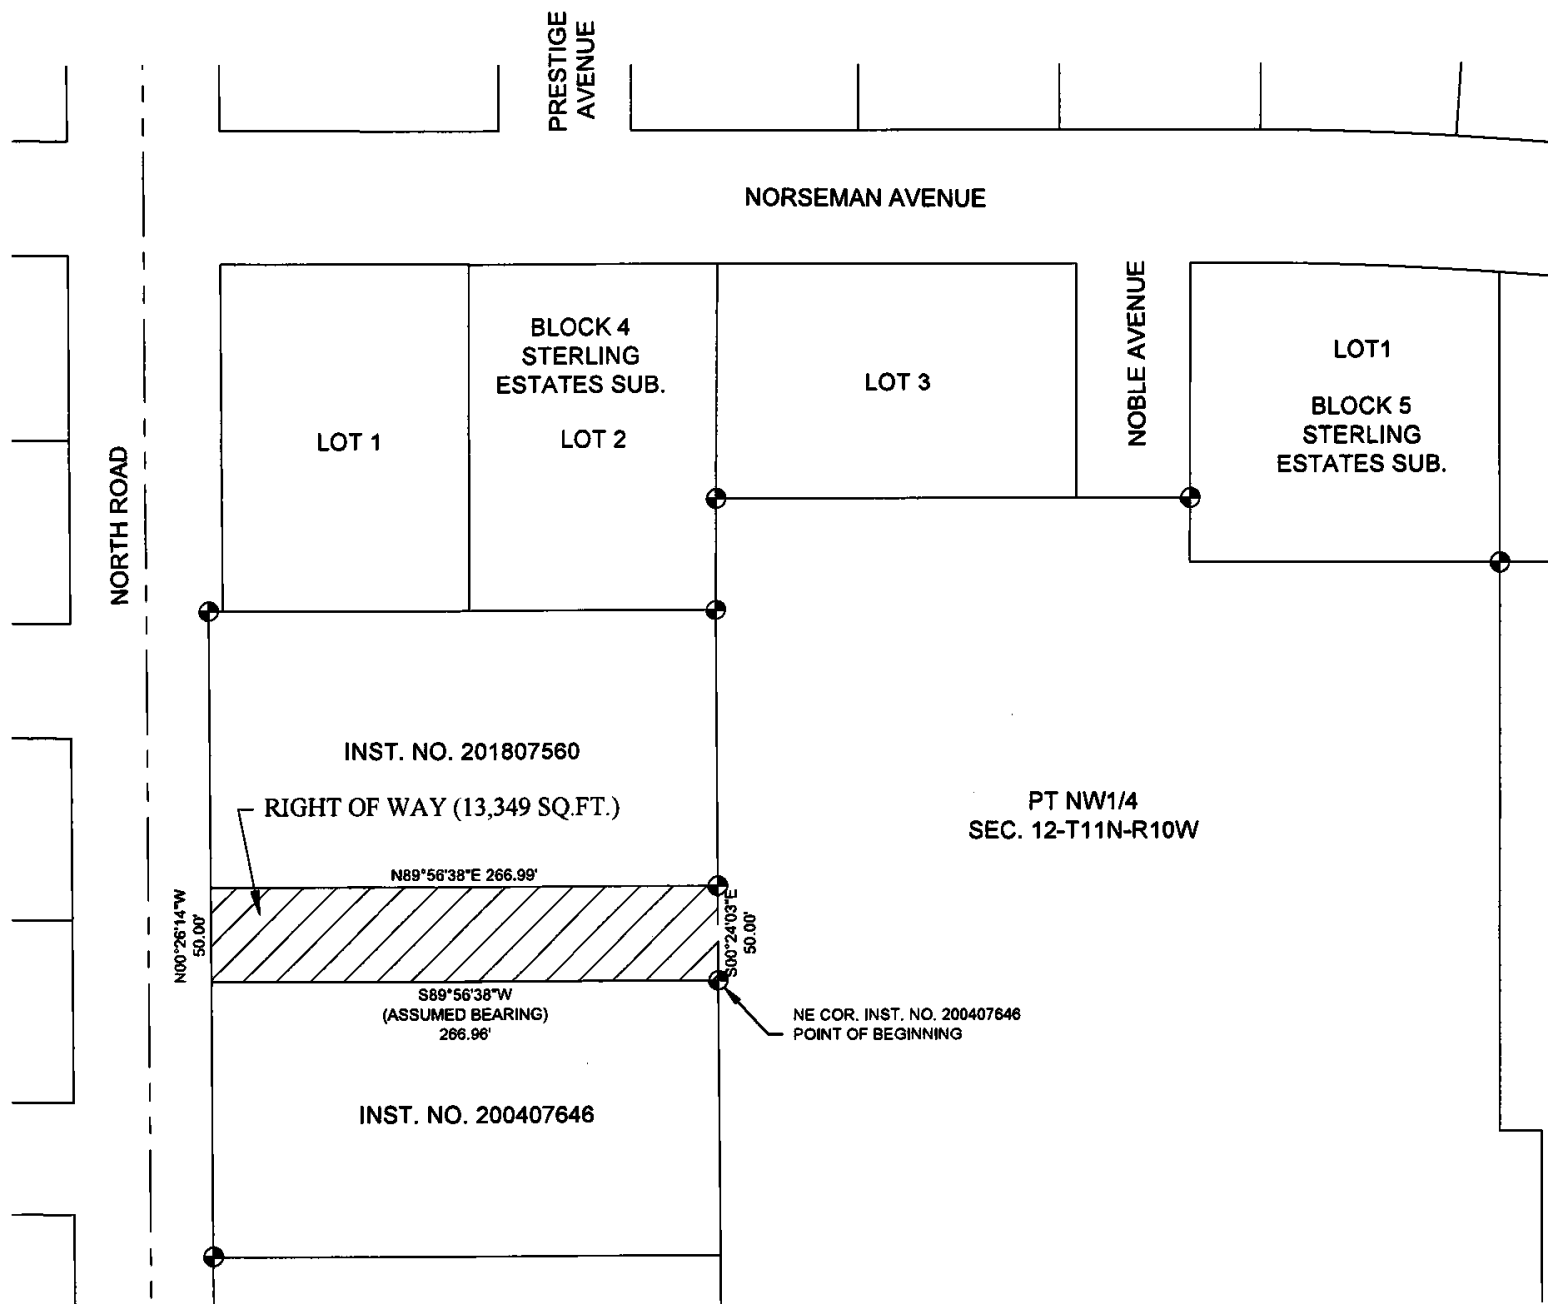 PRESTIGE
AVENUE
NORSEMAN AVENUE
NOBLE AVENUE
BLOCK 4
STERLING
ESTATES SUB.
LOT 1
LOT 2
LOT 3
LOT1
BLOCK 5
STERLING
ESTATES SUB.
NORTH ROAD
INST. NO. 201807560
RIGHT OF WAY (13,349 SQ.FT.)
PT NW1/4
SEC. 12-T11N-R10W
N89°56'38"E 266.99'
N00°26'14"W
50.00'
S00°24'03"E
50.00'
S89°56'38"W
(ASSUMED BEARING)
266.96'
NE COR. INST. NO. 200407646
POINT OF BEGINNING
INST. NO. 200407646